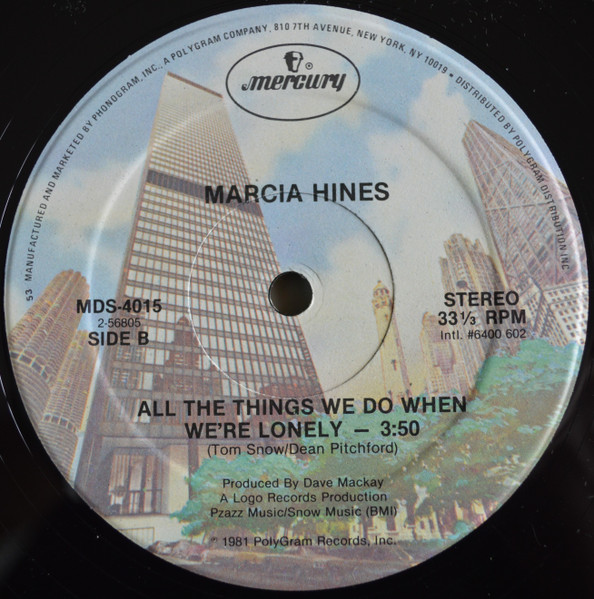 53 MANUFACTURED AND MARKETED BY PHONOGRAM, INC., A POLYGRAM COMPANY, 810 7TH AVENUE, NEW YORK, NY 10019 • DISTRIBUTED BY POLYGRAM DISTRIBUTION INC
®
mercury
MARCIA HINES
MDS-4015
2-56805
SIDE B
STEREO
33 1/3 RPM
Intl. #6400 602
ALL THE THINGS WE DO WHEN
WE'RE LONELY — 3:50
(Tom Snow/Dean Pitchford)
Produced By Dave Mackay
A Logo Records Production
Pzazz Music/Snow Music (BMI)
℗ 1981 PolyGram Records, Inc.